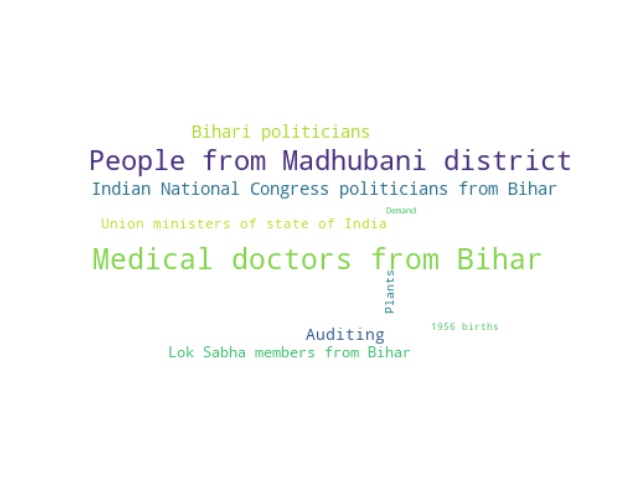 Bihari politicians
People from Madhubani district
Indian National Congress politicians from Bihar
Demand
Union ministers of state of India
Medical doctors from Bihar
Plants
1956 births
Auditing
Lok Sabha members from Bihar